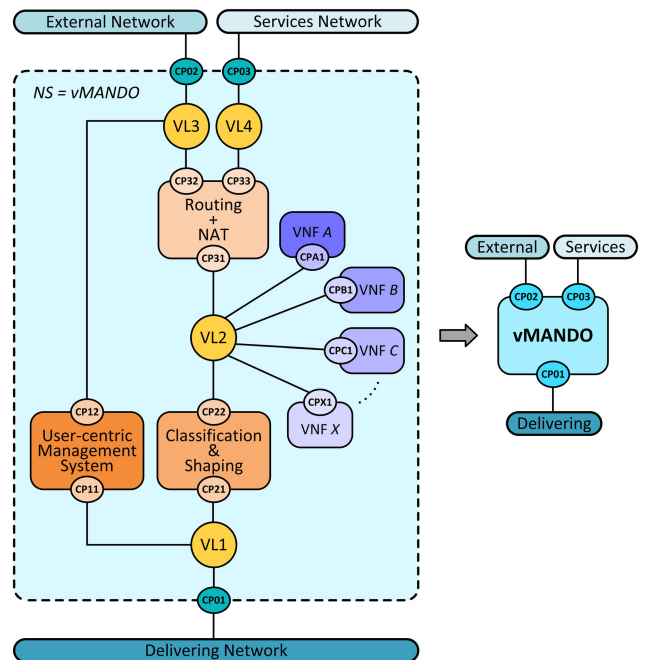 External Network
Services Network
CP02
CP03
NS = vMANDO
VL3
VL4
CP32
CP33
Routing
+
NAT
CP31
VNF A
CPA1
CPB1
VNF B
VL2
CPC1
VNF C
CPX1
VNF X
CP12
User-centric
Management
System
CP11
CP22
Classification
&
Shaping
CP21
VL1
CP01
Delivering Network
External
Services
CP02
CP03
vMANDO
CP01
Delivering